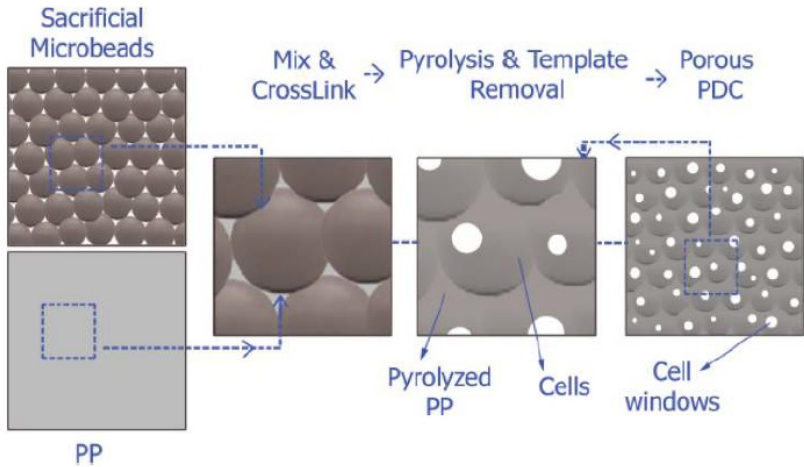 Sacrificial
Microbeads
Mix &
CrossLink
Pyrolysis & Template
Removal
Porous
PDC
Pyrolyzed
PP
Cells
Cell
windows
PP